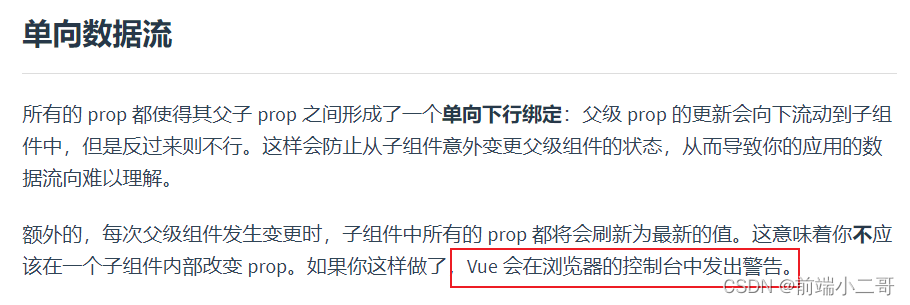 单向数据流
所有的 prop 都使得其父子 prop 之间形成了一个单向下行绑定：父级 prop 的更新会向下流动到子组
件中，但是反过来则不行。这样会防止从子组件意外变更父级组件的状态，从而导致你的应用的数
据流向难以理解。
额外的，每次父级组件发生变更时，子组件中所有的 prop 都将会刷新为最新的值。这意味着你不应
该在一个子组件内部改变 prop。如果你这样做了，Vue 会在浏览器的控制台中发出警告。
CSDN @前端小二哥